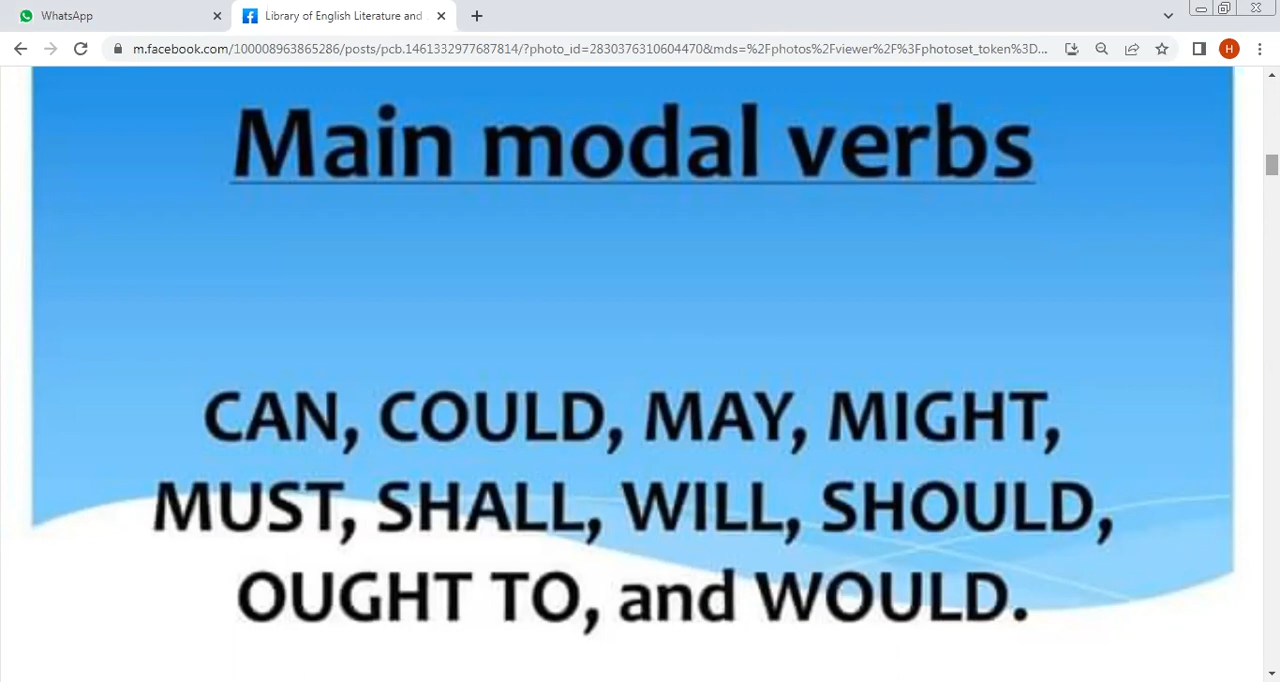 WhatsApp
Library of English Literature and
m.facebook.com/100008963865286/posts/pcb.1461332977687814/?photo_id=2830376310604470&mds=%2Fphotos%2Fviewer%2F%3Fphotoset_token%3D...
H
Main modal verbs
CAN, COULD, MAY, MIGHT,
MUST, SHALL, WILL, SHOULD,
OUGHT TO, and WOULD.